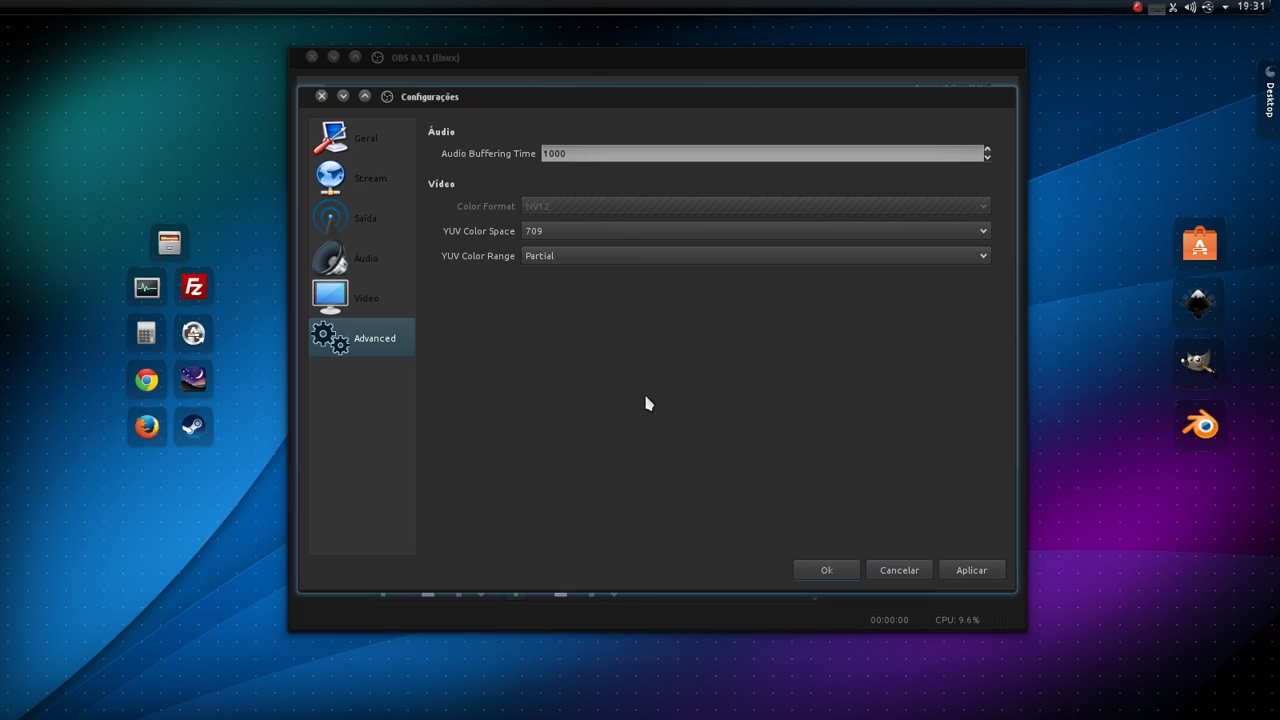 19:31
OBS 0.9.1 (linux)
Configurações
Desktop
Geral
Stream
Saída
Áudio
Vídeo
Advanced
Áudio
Audio Buffering Time 1000
Vídeo
Color Format NV12
YUV Color Space 709
YUV Color Range Partial
Ok Cancelar Aplicar
00:00:00 CPU: 9.6%